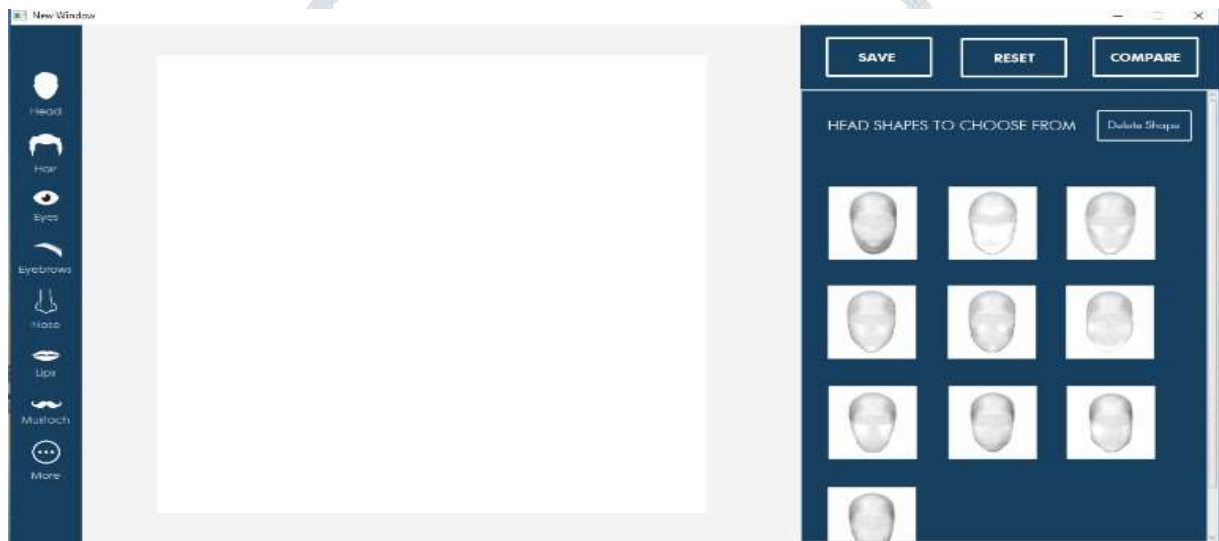 New Window
SAVE
RESET
COMPARE
HEAD SHAPES TO CHOOSE FROM
Delete Shape
Head
Hair
Eyes
Eyebrows
Nose
Lips
Mustach
More